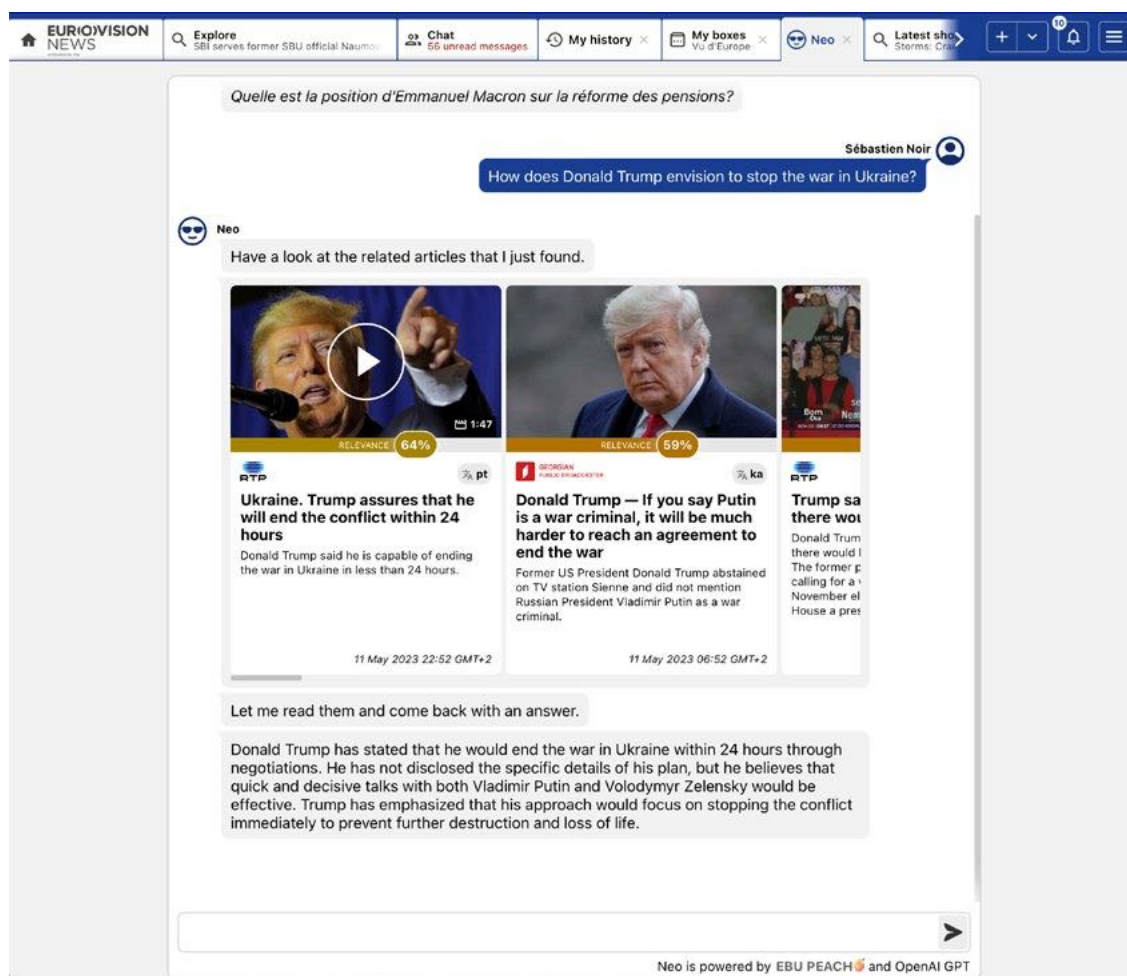 EUR(O)VISION
NEWS
Explore
SBI serves former SBU official Naumov
Chat
56 unread messages
My history
My boxes
Vu d'Europe
Neo
Latest sho
Storms: Cra
10
Quelle est la position d'Emmanuel Macron sur la réforme des pensions?
Sébastien Noir
How does Donald Trump envision to stop the war in Ukraine?
Neo
Have a look at the related articles that I just found.
1:47
RELEVANCE 64%
RTP
pt
Ukraine. Trump assures that he
will end the conflict within 24
hours
Donald Trump said he is capable of ending
the war in Ukraine in less than 24 hours.
11 May 2023 22:52 GMT+2
RELEVANCE 59%
GEORGIAN
PUBLIC BROADCASTER
ka
Donald Trump — If you say Putin
is a war criminal, it will be much
harder to reach an agreement to
end the war
Former US President Donald Trump abstained
on TV station Sienne and did not mention
Russian President Vladimir Putin as a war
criminal.
11 May 2023 06:52 GMT+2
Bom
Dia
Nem
RTP
Trump sa
there wou
Donald Trum
there would
The former p
calling for a
November el
House a pres
Let me read them and come back with an answer.
Donald Trump has stated that he would end the war in Ukraine within 24 hours through
negotiations. He has not disclosed the specific details of his plan, but he believes that
quick and decisive talks with both Vladimir Putin and Volodymyr Zelensky would be
effective. Trump has emphasized that his approach would focus on stopping the conflict
immediately to prevent further destruction and loss of life.
Neo is powered by EBU PEACH and OpenAI GPT